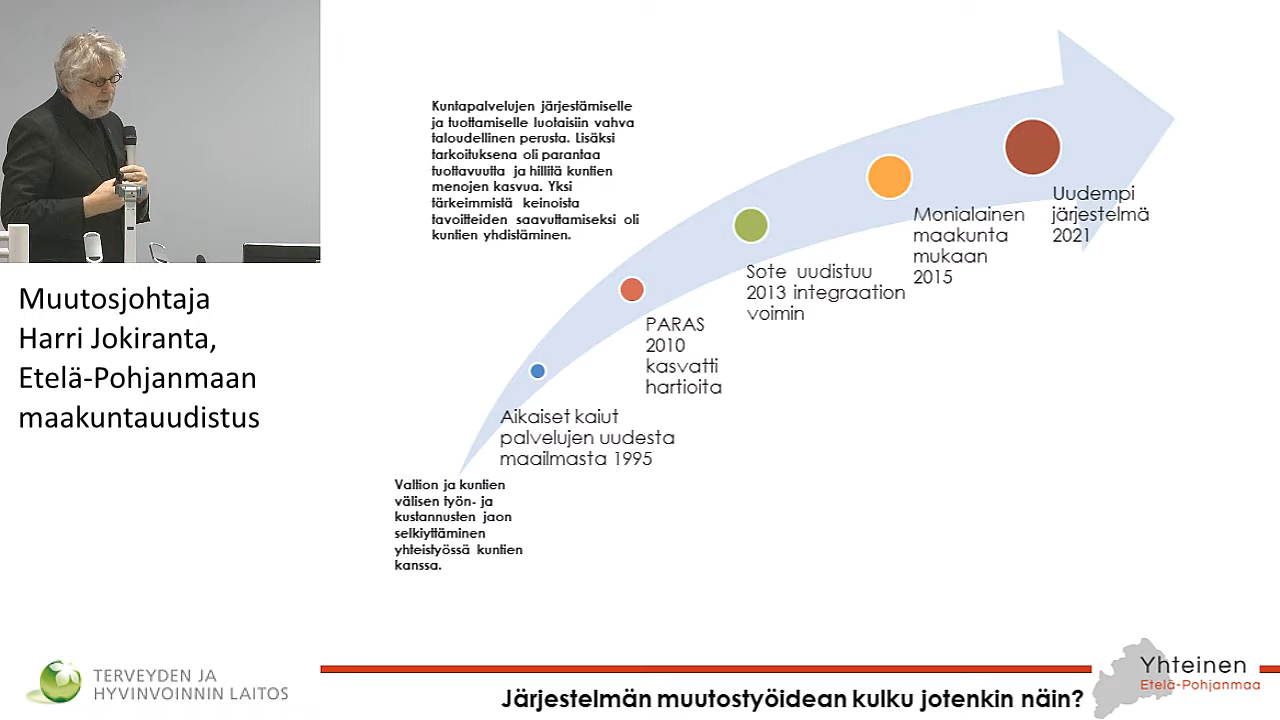 Muutosjohtaja
Harri Jokiranta,
Etelä-Pohjanmaan
maakuntauudistus
Kuntapalvelujen järjestämiselle
ja tuottamiselle luotaisiin vahva
taloudellinen perusta. Lisäksi
tarkoituksena oli parantaa
tuottavuutta ja hillitä kuntien
menojen kasvua. Yksi
tärkeimmistä keinoista
tavoitteiden saavuttamiseksi oli
kuntien yhdistäminen.
Uudempi
järjestelmä
2021
Monialainen
maakunta
mukaan
2015
Sote uudistuu
2013 integraation
voimin
PARAS
2010
kasvatti
hartioita
Aikaiset kaiut
palvelujen uudesta
maailmasta 1995
Valtion ja kuntien
välisen työn- ja
kustannusten jaon
selkiyttäminen
yhteistyössä kuntien
kanssa.
TERVEYDEN JA
HYVINVOINNIN LAITOS
Järjestelmän muutostyöidean kulku jotenkin näin?
Yhteinen
Etelä-Pohjanmaa